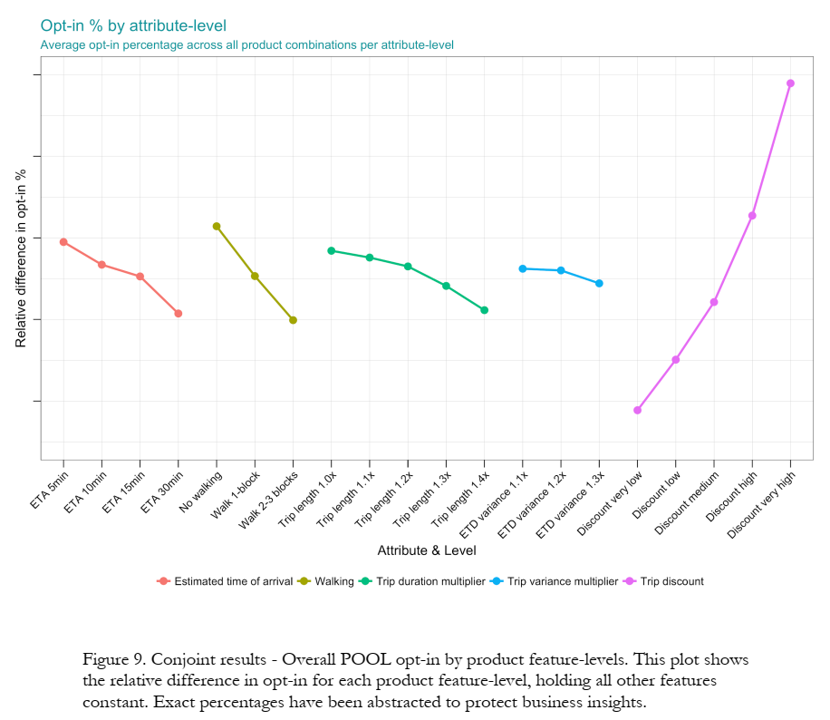 Opt-in % by attribute-level
Average opt-in percentage across all product combinations per attribute-level
Relative difference in opt-in %
ETA 5min
ETA 10min
ETA 15min
ETA 30min
No walking
Walk 1-block
Walk 2-3 blocks
Trip length 1.0x
Trip length 1.1x
Trip length 1.2x
Trip length 1.3x
Trip length 1.4x
ETD variance 1.1x
ETD variance 1.2x
ETD variance 1.3x
Discount very low
Discount low
Discount medium
Discount high
Discount very high
Attribute & Level
Estimated time of arrival Walking Trip duration multiplier Trip variance multiplier Trip discount
Figure 9. Conjoint results - Overall POOL opt-in by product feature-levels. This plot shows
the relative difference in opt-in for each product feature-level, holding all other features
constant. Exact percentages have been abstracted to protect business insights.